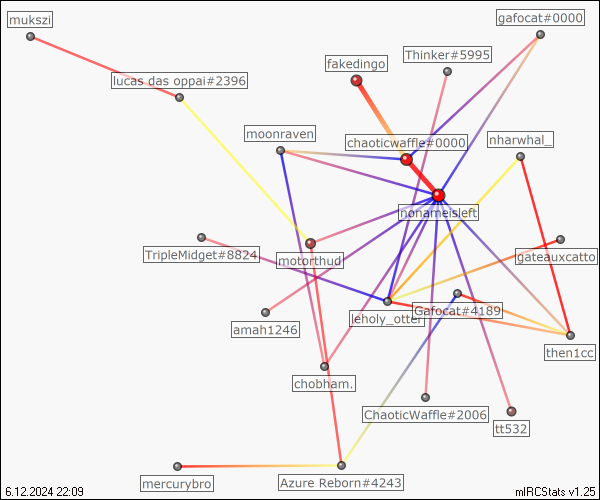 mukszi
gafocat#0000
Thinker#5995
fakedingo
lucas das oppai#2396
moonraven
chaoticwaffle#0000
nharwhal_
nonameisleft
TripleMidget#8824
motorthud
gateauxcatto
leholy_otter
Gafocat#4189
amah1246
then1cc
chobham.
ChaoticWaffle#2006
tt532
mercurybro
Azure Reborn#4243
6.12.2024 22:09
mIRCStats v1.25